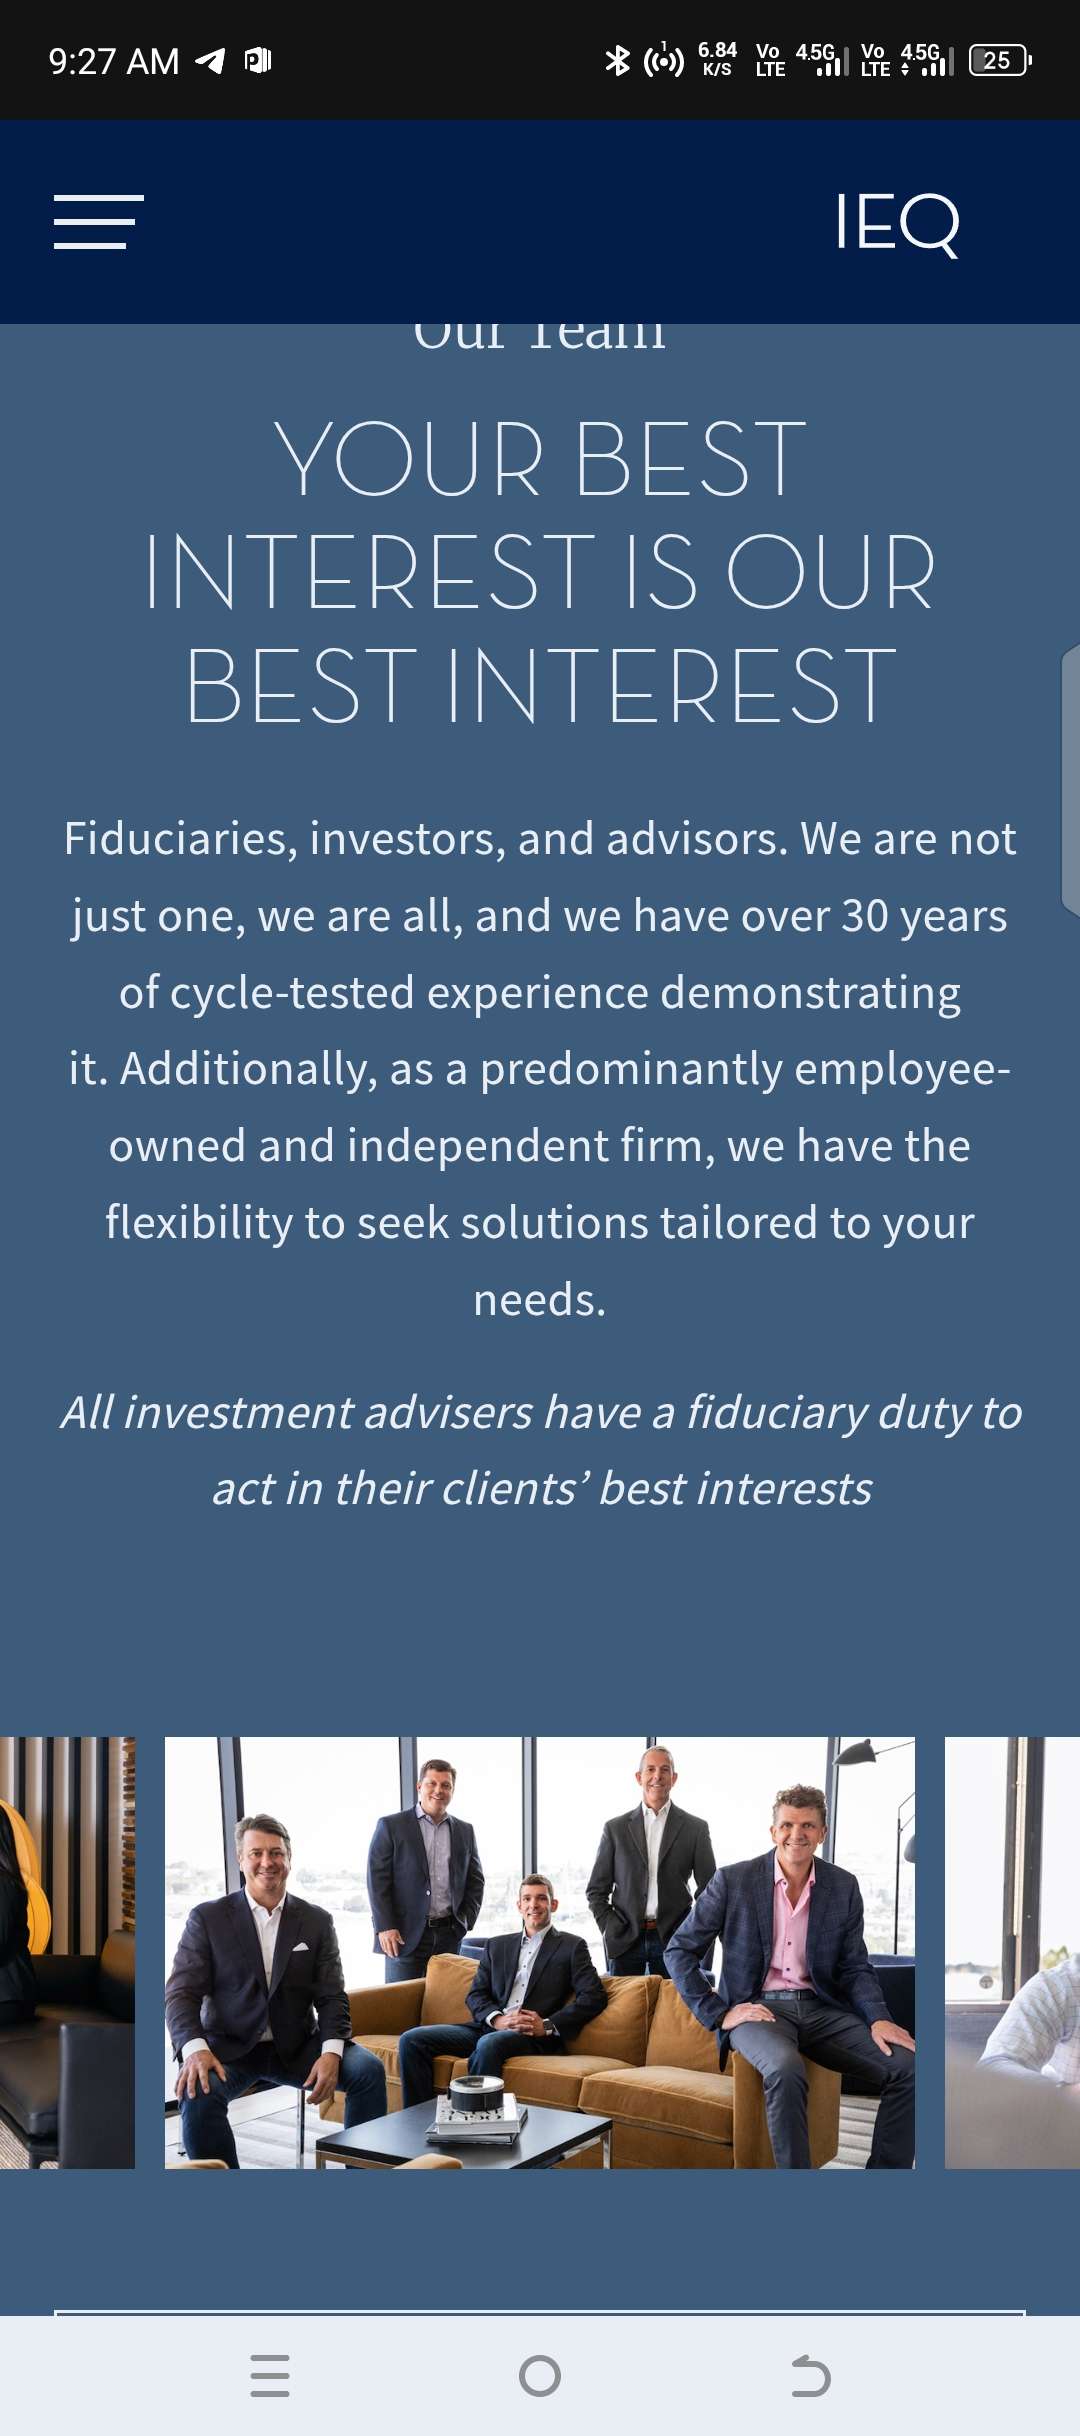 9:27 AM
6.84 K/S Vo LTE 4.5G Vo LTE 4.5G 25
IEQ
Our Team
YOUR BEST
INTEREST IS OUR
BEST INTEREST
Fiduciaries, investors, and advisors. We are not
just one, we are all, and we have over 30 years
of cycle-tested experience demonstrating
it. Additionally, as a predominantly employee-
owned and independent firm, we have the
flexibility to seek solutions tailored to your
needs.
All investment advisers have a fiduciary duty to
act in their clients’ best interests